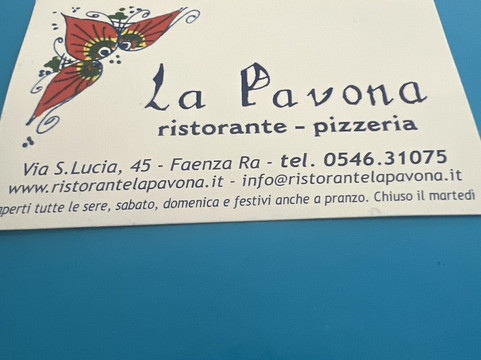 La Pavona
ristorante - pizzeria
Via S.Lucia, 45 - Faenza Ra - tel. 0546.31075
www.ristorantelapavona.it - info@ristorantelapavona.it
aperti tutte le sere, sabato, domenica e festivi anche a pranzo. Chiuso il martedì